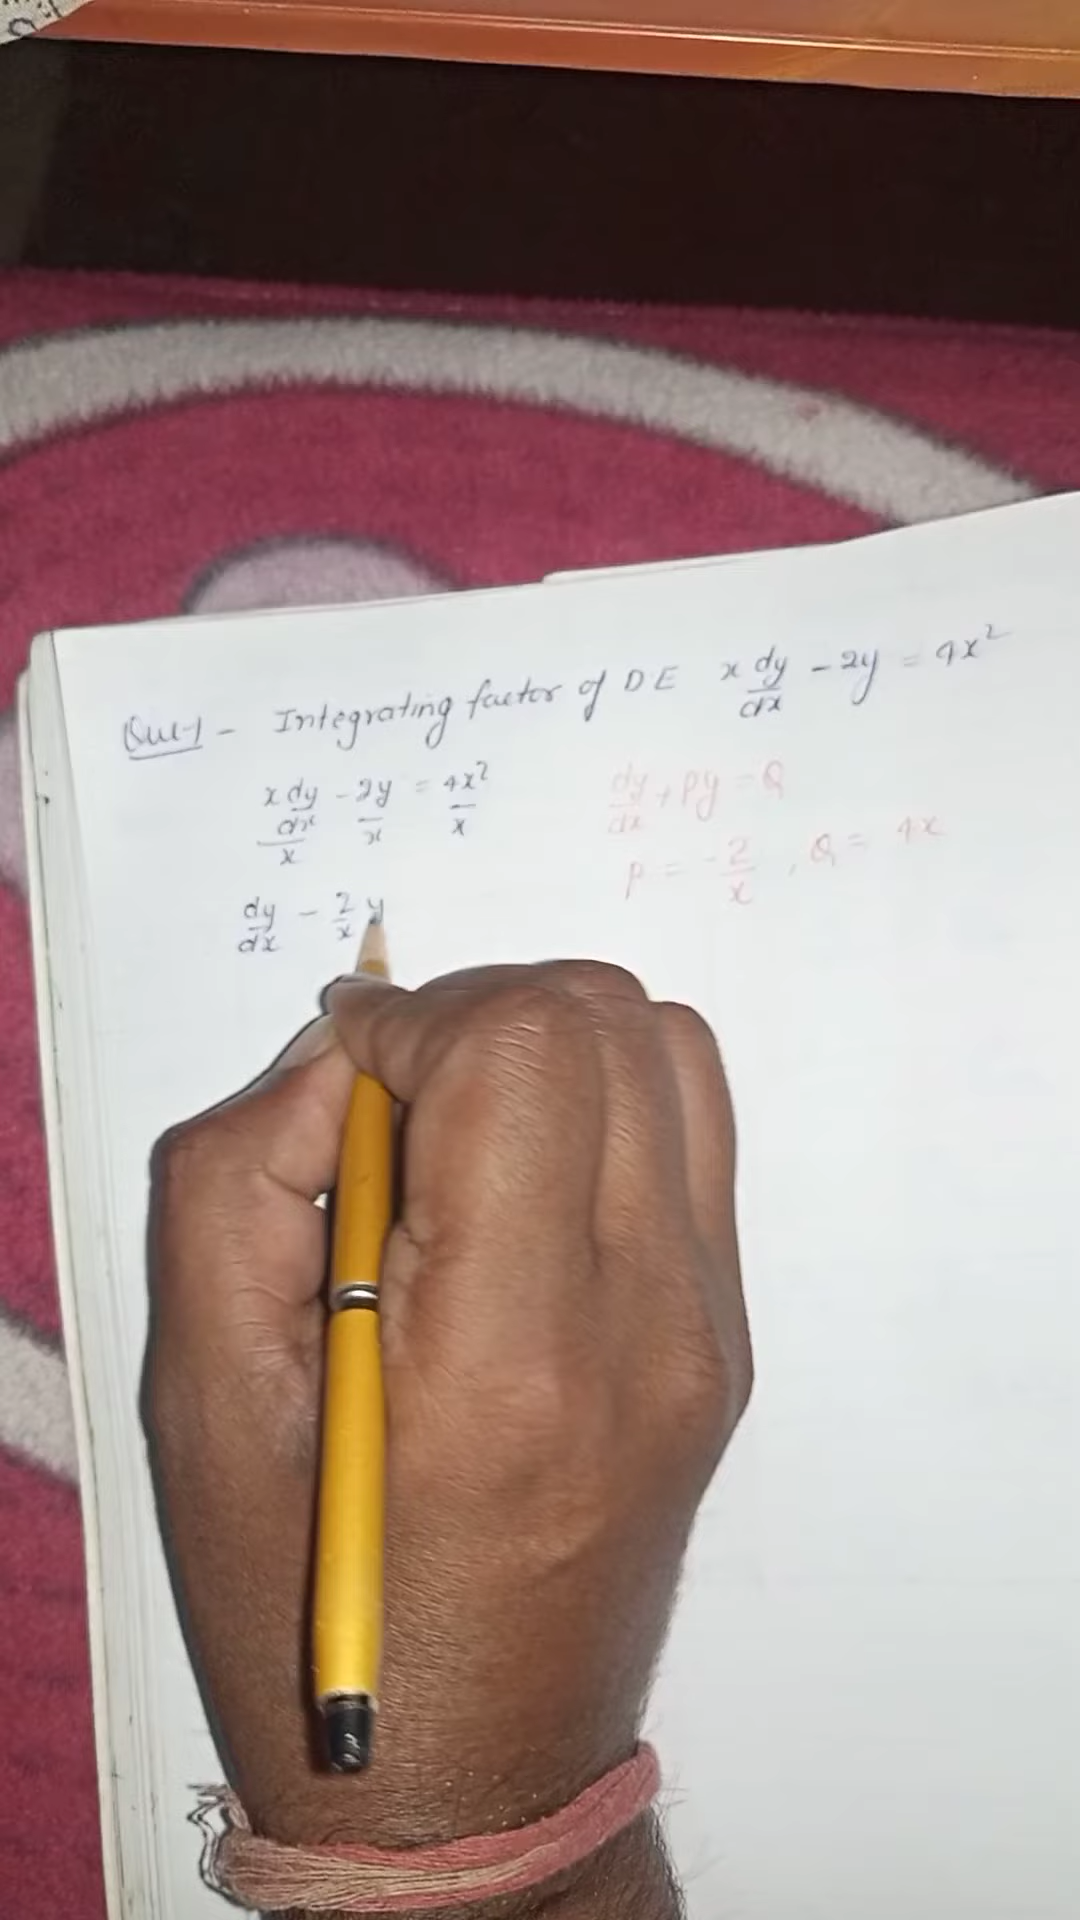 Que-1 - Integrating factor of DE x dy/dx - 2y = 4x²
x dy/dx / x - 2y/x = 4x²/x
dy/dx + Py = Q
P = -2/x , Q = 4x
dy/dx - 2/x y